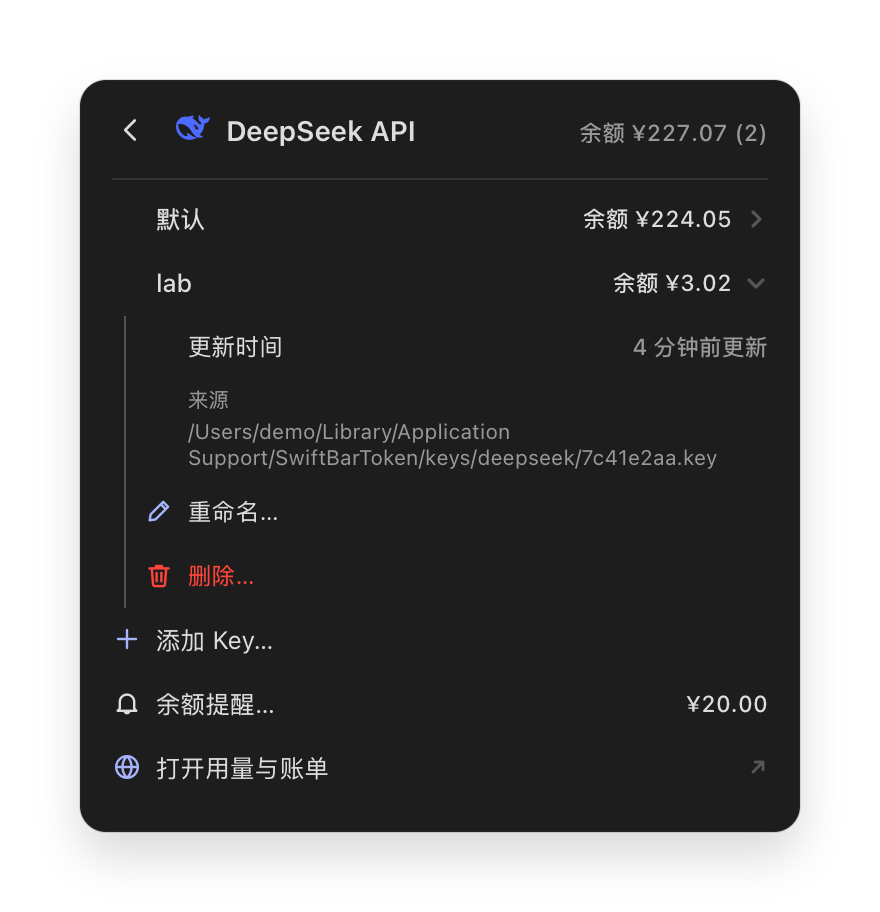 DeepSeek API 余额 ¥227.07 (2)
默认 余额 ¥224.05
lab 余额 ¥3.02
更新时间 4 分钟前更新
来源
/Users/demo/Library/Application
Support/SwiftBarToken/keys/deepseek/7c41e2aa.key
重命名...
删除...
添加 Key...
余额提醒... ¥20.00
打开用量与账单